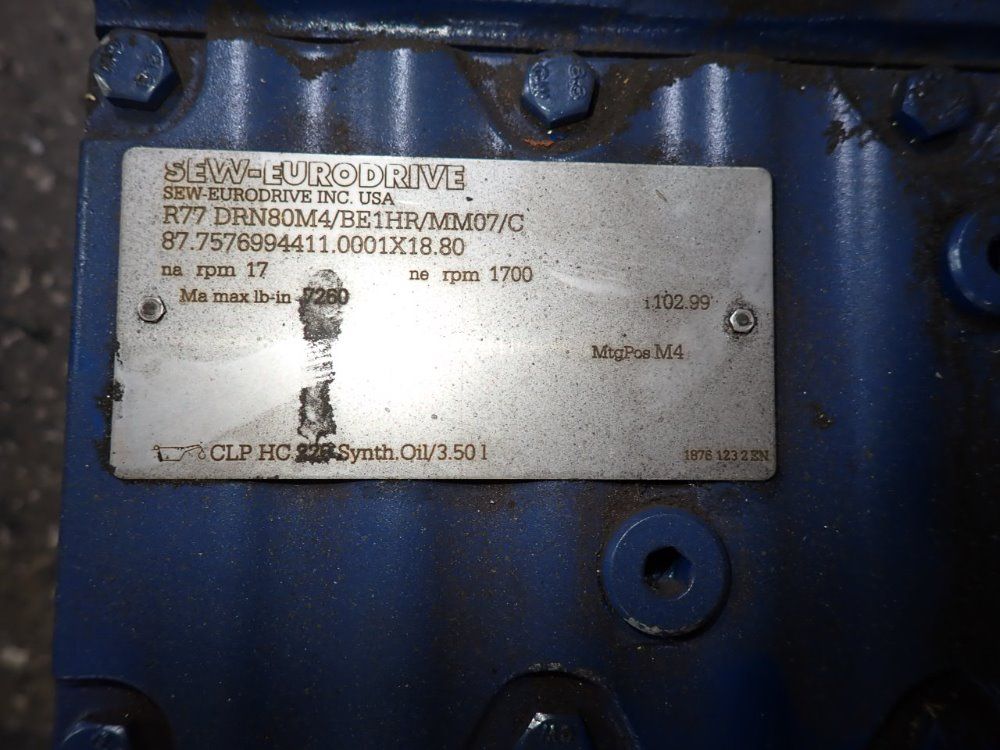 SEW-EURODRIVE
SEW-EURODRIVE INC. USA
R77 DRN80M4/BE1HR/MM07/C
87.7576994411.0001X18.80
na rpm 17 ne rpm 1700
Ma max lb-in 7260 i 102.99
MtgPos M4
CLP HC 220 Synth.Oil/3.50 l 1876 123 2 EN